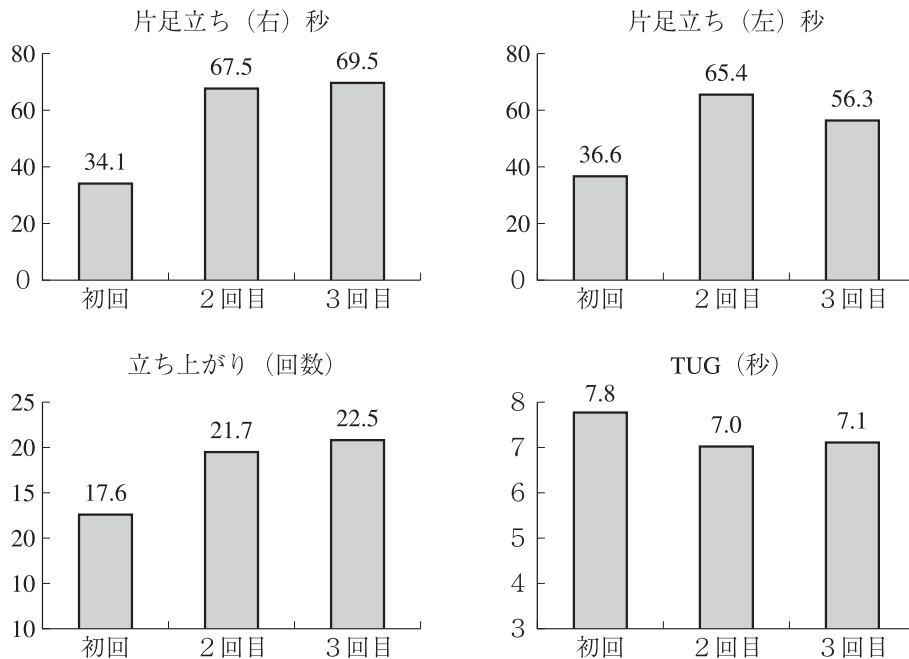 片足立ち（右）秒
80
60
40
20
0
34.1
67.5
69.5
初回
２回目
３回目
片足立ち（左）秒
80
60
40
20
0
36.6
65.4
56.3
初回
２回目
３回目
立ち上がり（回数）
25
20
15
20
10
10
17.6
21.7
22.5
初回
２回目
３回目
TUG（秒）
8
7
6
5
4
3
7.8
7.0
7.1
初回
２回目
３回目